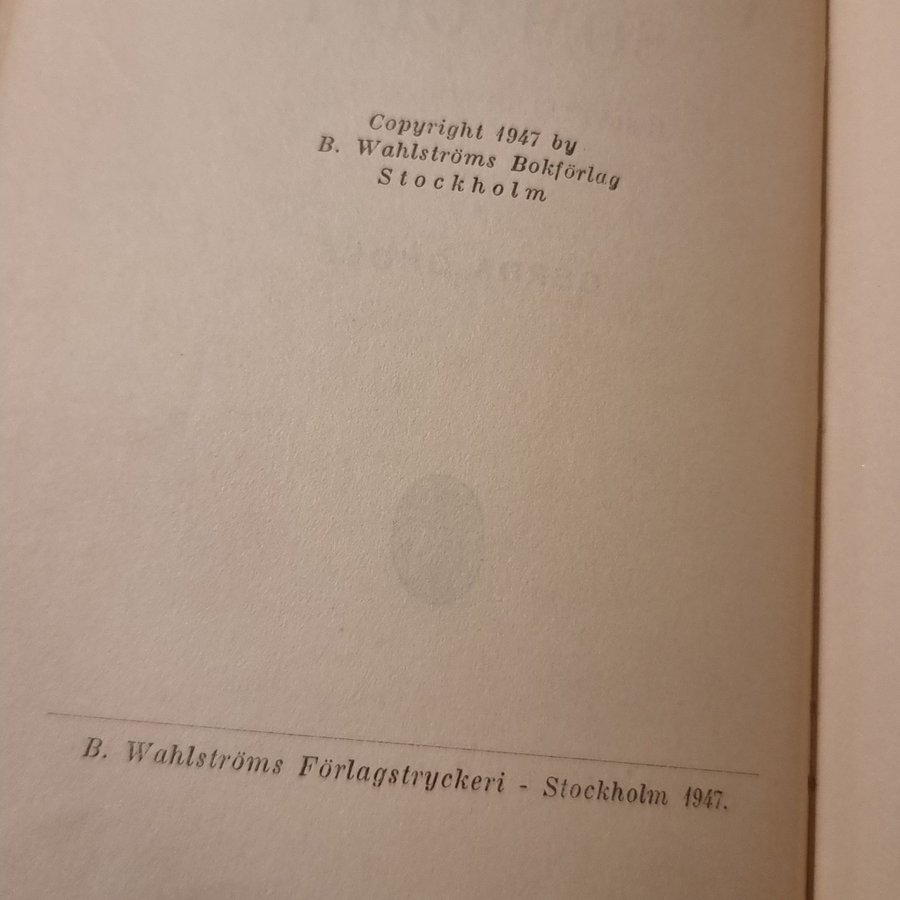 Copyright 1947 by
B. Wahlströms Bokförlag
Stockholm
B. Wahlströms Förlagstryckeri - Stockholm 1947.